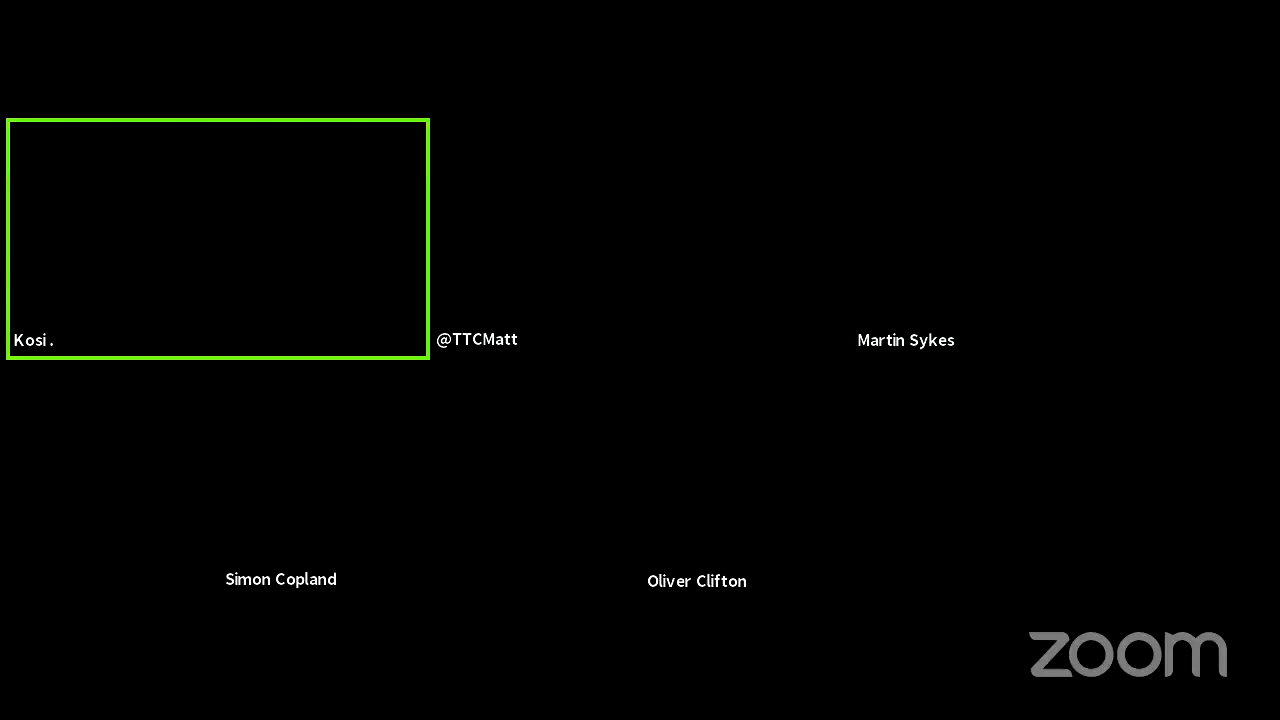 Kosi.
@TTCMatt
Martin Sykes
Simon Copland
Oliver Clifton
zoom